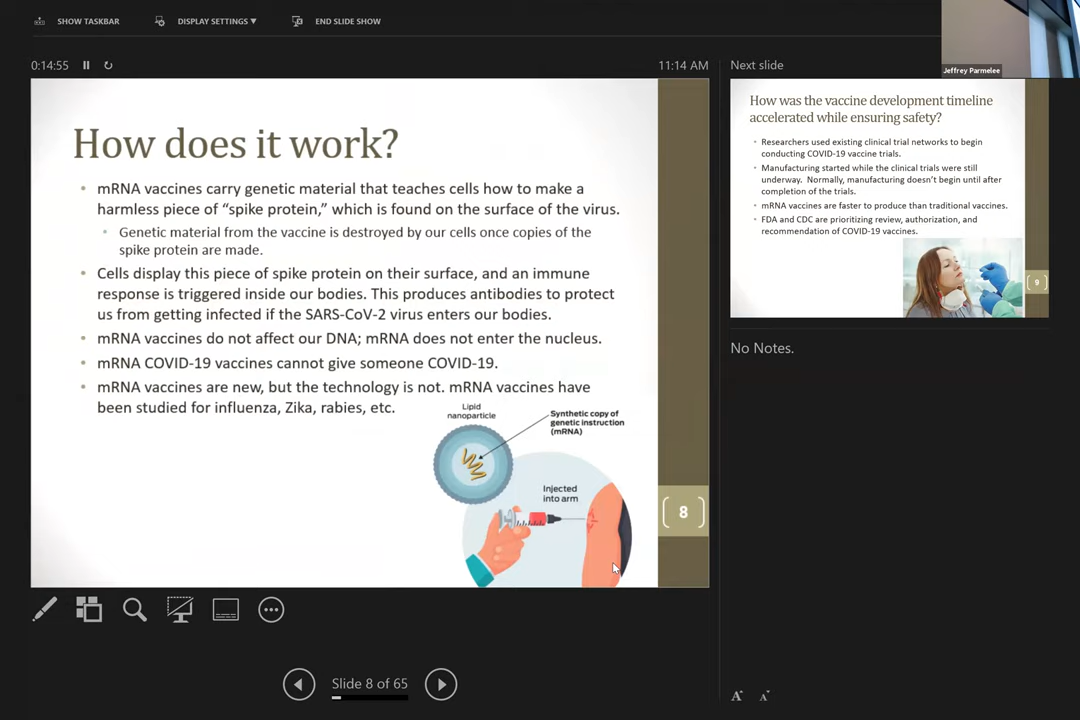 SHOW TASKBAR
DISPLAY SETTINGS ▼
END SLIDE SHOW
Jeffrey Parmelee
0:14:55
11:14 AM
How does it work?
• mRNA vaccines carry genetic material that teaches cells how to make a
harmless piece of “spike protein,” which is found on the surface of the virus.
• Genetic material from the vaccine is destroyed by our cells once copies of the
spike protein are made.
• Cells display this piece of spike protein on their surface, and an immune
response is triggered inside our bodies. This produces antibodies to protect
us from getting infected if the SARS-CoV-2 virus enters our bodies.
• mRNA vaccines do not affect our DNA; mRNA does not enter the nucleus.
• mRNA COVID-19 vaccines cannot give someone COVID-19.
• mRNA vaccines are new, but the technology is not. mRNA vaccines have
been studied for influenza, Zika, rabies, etc.
Lipid
nanoparticle
Synthetic copy of
genetic instruction
(mRNA)
Injected
into arm
8
Next slide
How was the vaccine development timeline
accelerated while ensuring safety?
• Researchers used existing clinical trial networks to begin
conducting COVID-19 vaccine trials.
• Manufacturing started while the clinical trials were still
underway. Normally, manufacturing doesn’t begin until after
completion of the trials.
• mRNA vaccines are faster to produce than traditional vaccines.
• FDA and CDC are prioritizing review, authorization, and
recommendation of COVID-19 vaccines.
9
No Notes.
Slide 8 of 65
A A